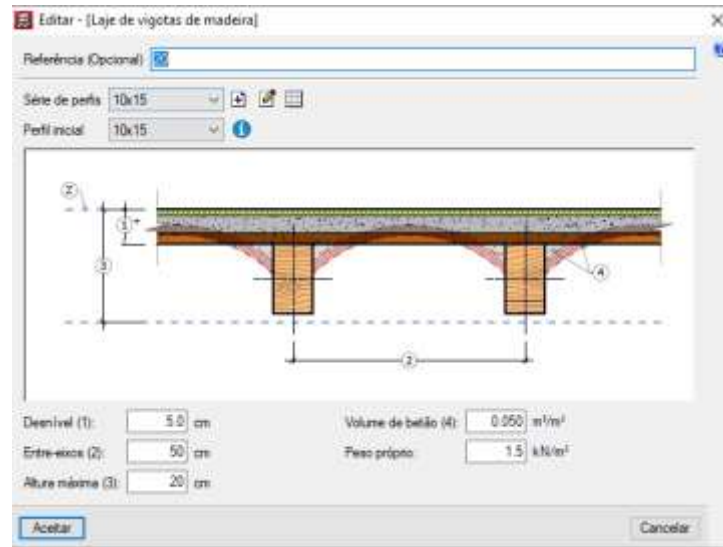 Editar - [Laje de vigotas de madeira]
Referência (Opcional) 20
Série de perfis 10x15
Perfil inicial 10x15
Z
1
3
4
2
Desnível (1): 5.0 cm
Volume de betão (4): 0.050 m³/m²
Entre-eixos (2): 50 cm
Peso próprio: 1.5 kN/m²
Altura máxima (3): 20 cm
Aceitar
Cancelar